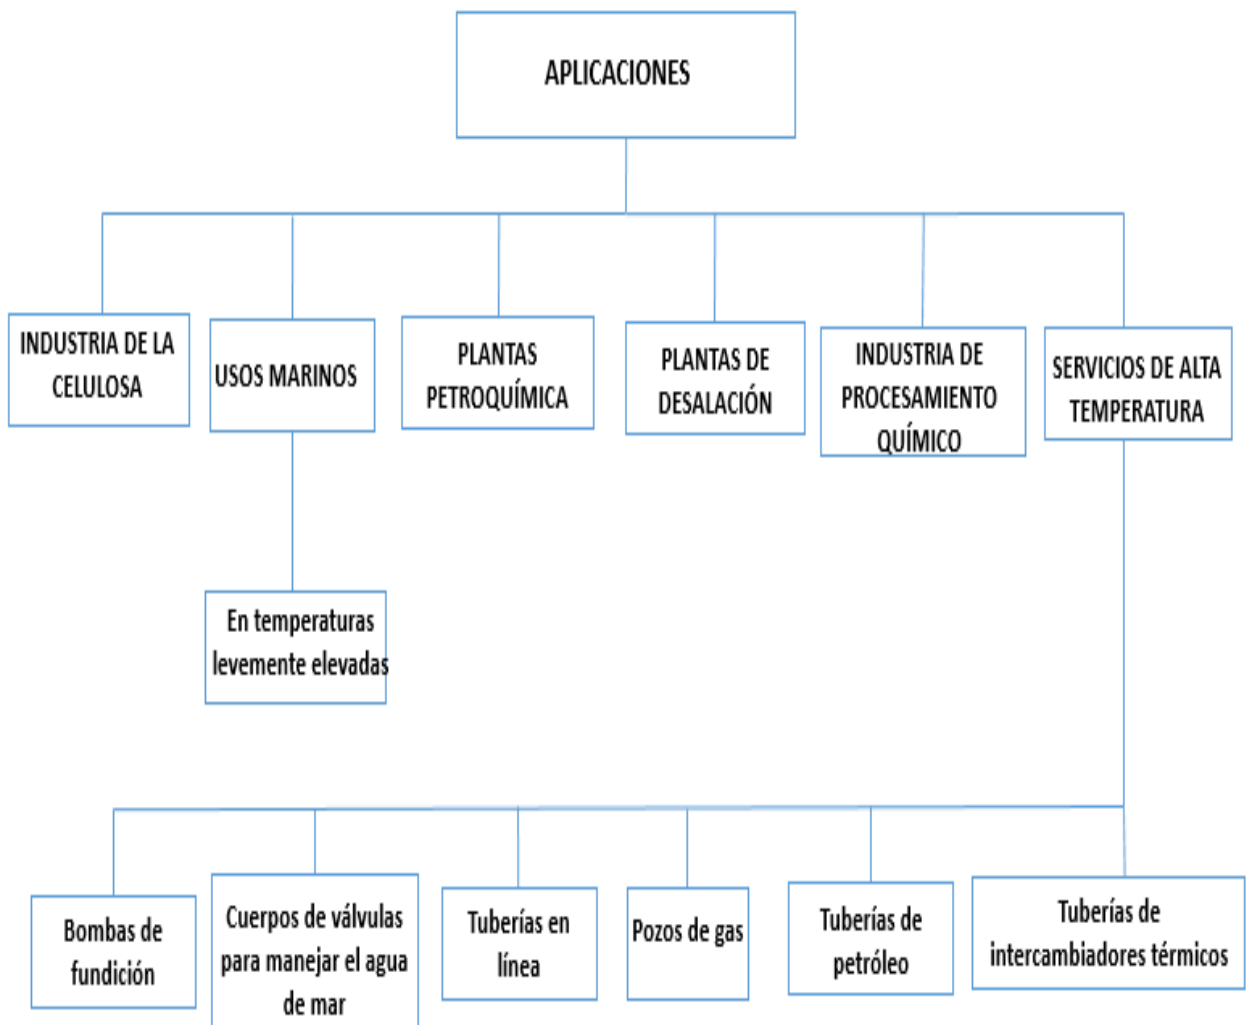 APLICACIONES
INDUSTRIA DE LA
CELULOSA
USOS MARINOS
PLANTAS
PETROQUÍMICA
PLANTAS DE
DESALACIÓN
INDUSTRIA DE
PROCESAMIENTO
QUÍMICO
SERVICIOS DE ALTA
TEMPERATURA
En temperaturas
levemente elevadas
Bombas de
fundición
Cuerpos de válvulas
para manejar el agua
de mar
Tuberías en
línea
Pozos de gas
Tuberías de
petróleo
Tuberías de
intercambiadores térmicos